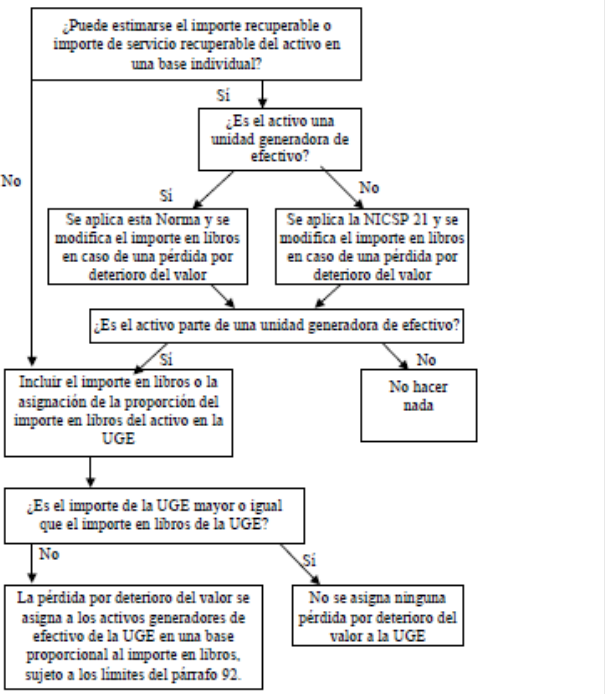 ¿Puede estimarse el importe recuperable o
importe de servicio recuperable del activo en
una base individual?
Sí
¿Es el activo una
unidad generadora de
efectivo?
No
Sí
No
Se aplica esta Norma y se
modifica el importe en libros
en caso de una pérdida por
deterioro del valor
Se aplica la NICSP 21 y se
modifica el importe en libros
en caso de una pérdida por
deterioro del valor
¿Es el activo parte de una unidad generadora de efectivo?
Sí
No
Incluir el importe en libros o la
asignación de la proporción del
importe en libros del activo en la
UGE
No hacer
nada
¿Es el importe de la UGE mayor o igual
que el importe en libros de la UGE?
No
Sí
La pérdida por deterioro del valor se
asigna a los activos generadores de
efectivo de la UGE en una base
proporcional al importe en libros,
sujeto a los límites del párrafo 92.
No se asigna ninguna
pérdida por deterioro del
valor a la UGE